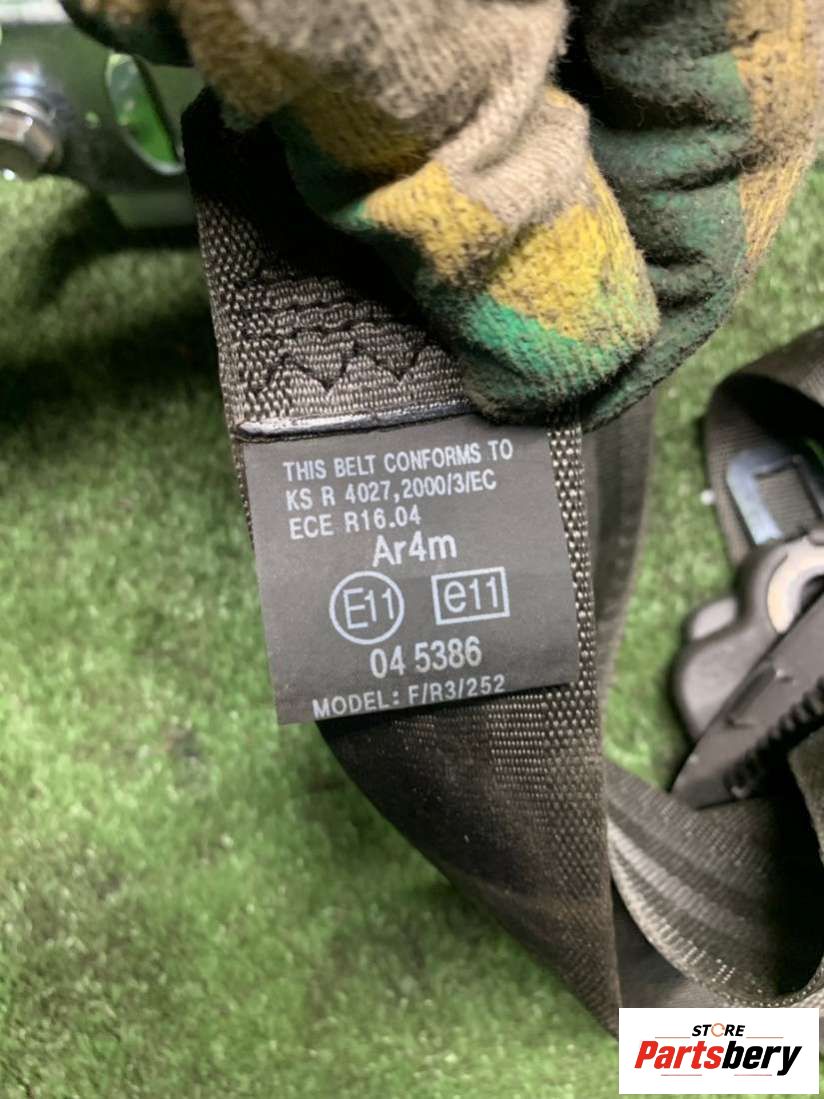 THIS BELT CONFORMS TO
KS R 4027,2000/3/EC
ECE R16.04
Ar4m
E11 e11
04 5386
MODEL: F/R3/252
STORE
Partsbery